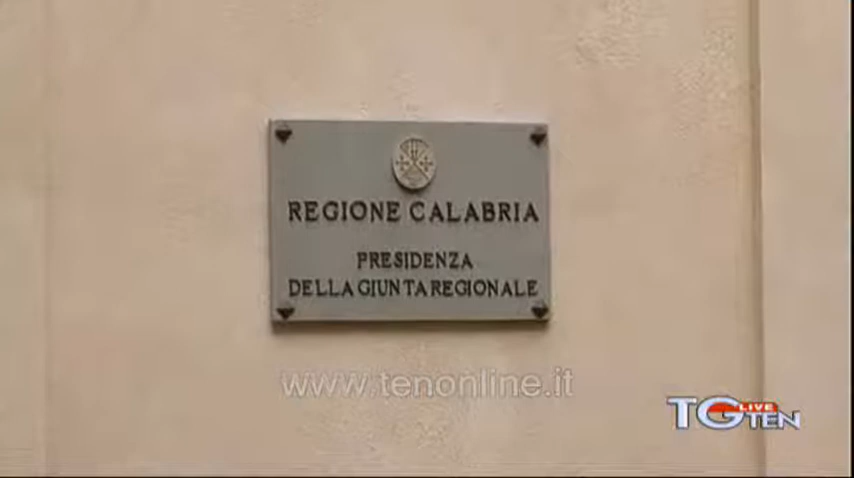 REGIONE CALABRIA
PRESIDENZA
DELLA GIUNTA REGIONALE
www.tenonline.it
TG LIVE
TEN